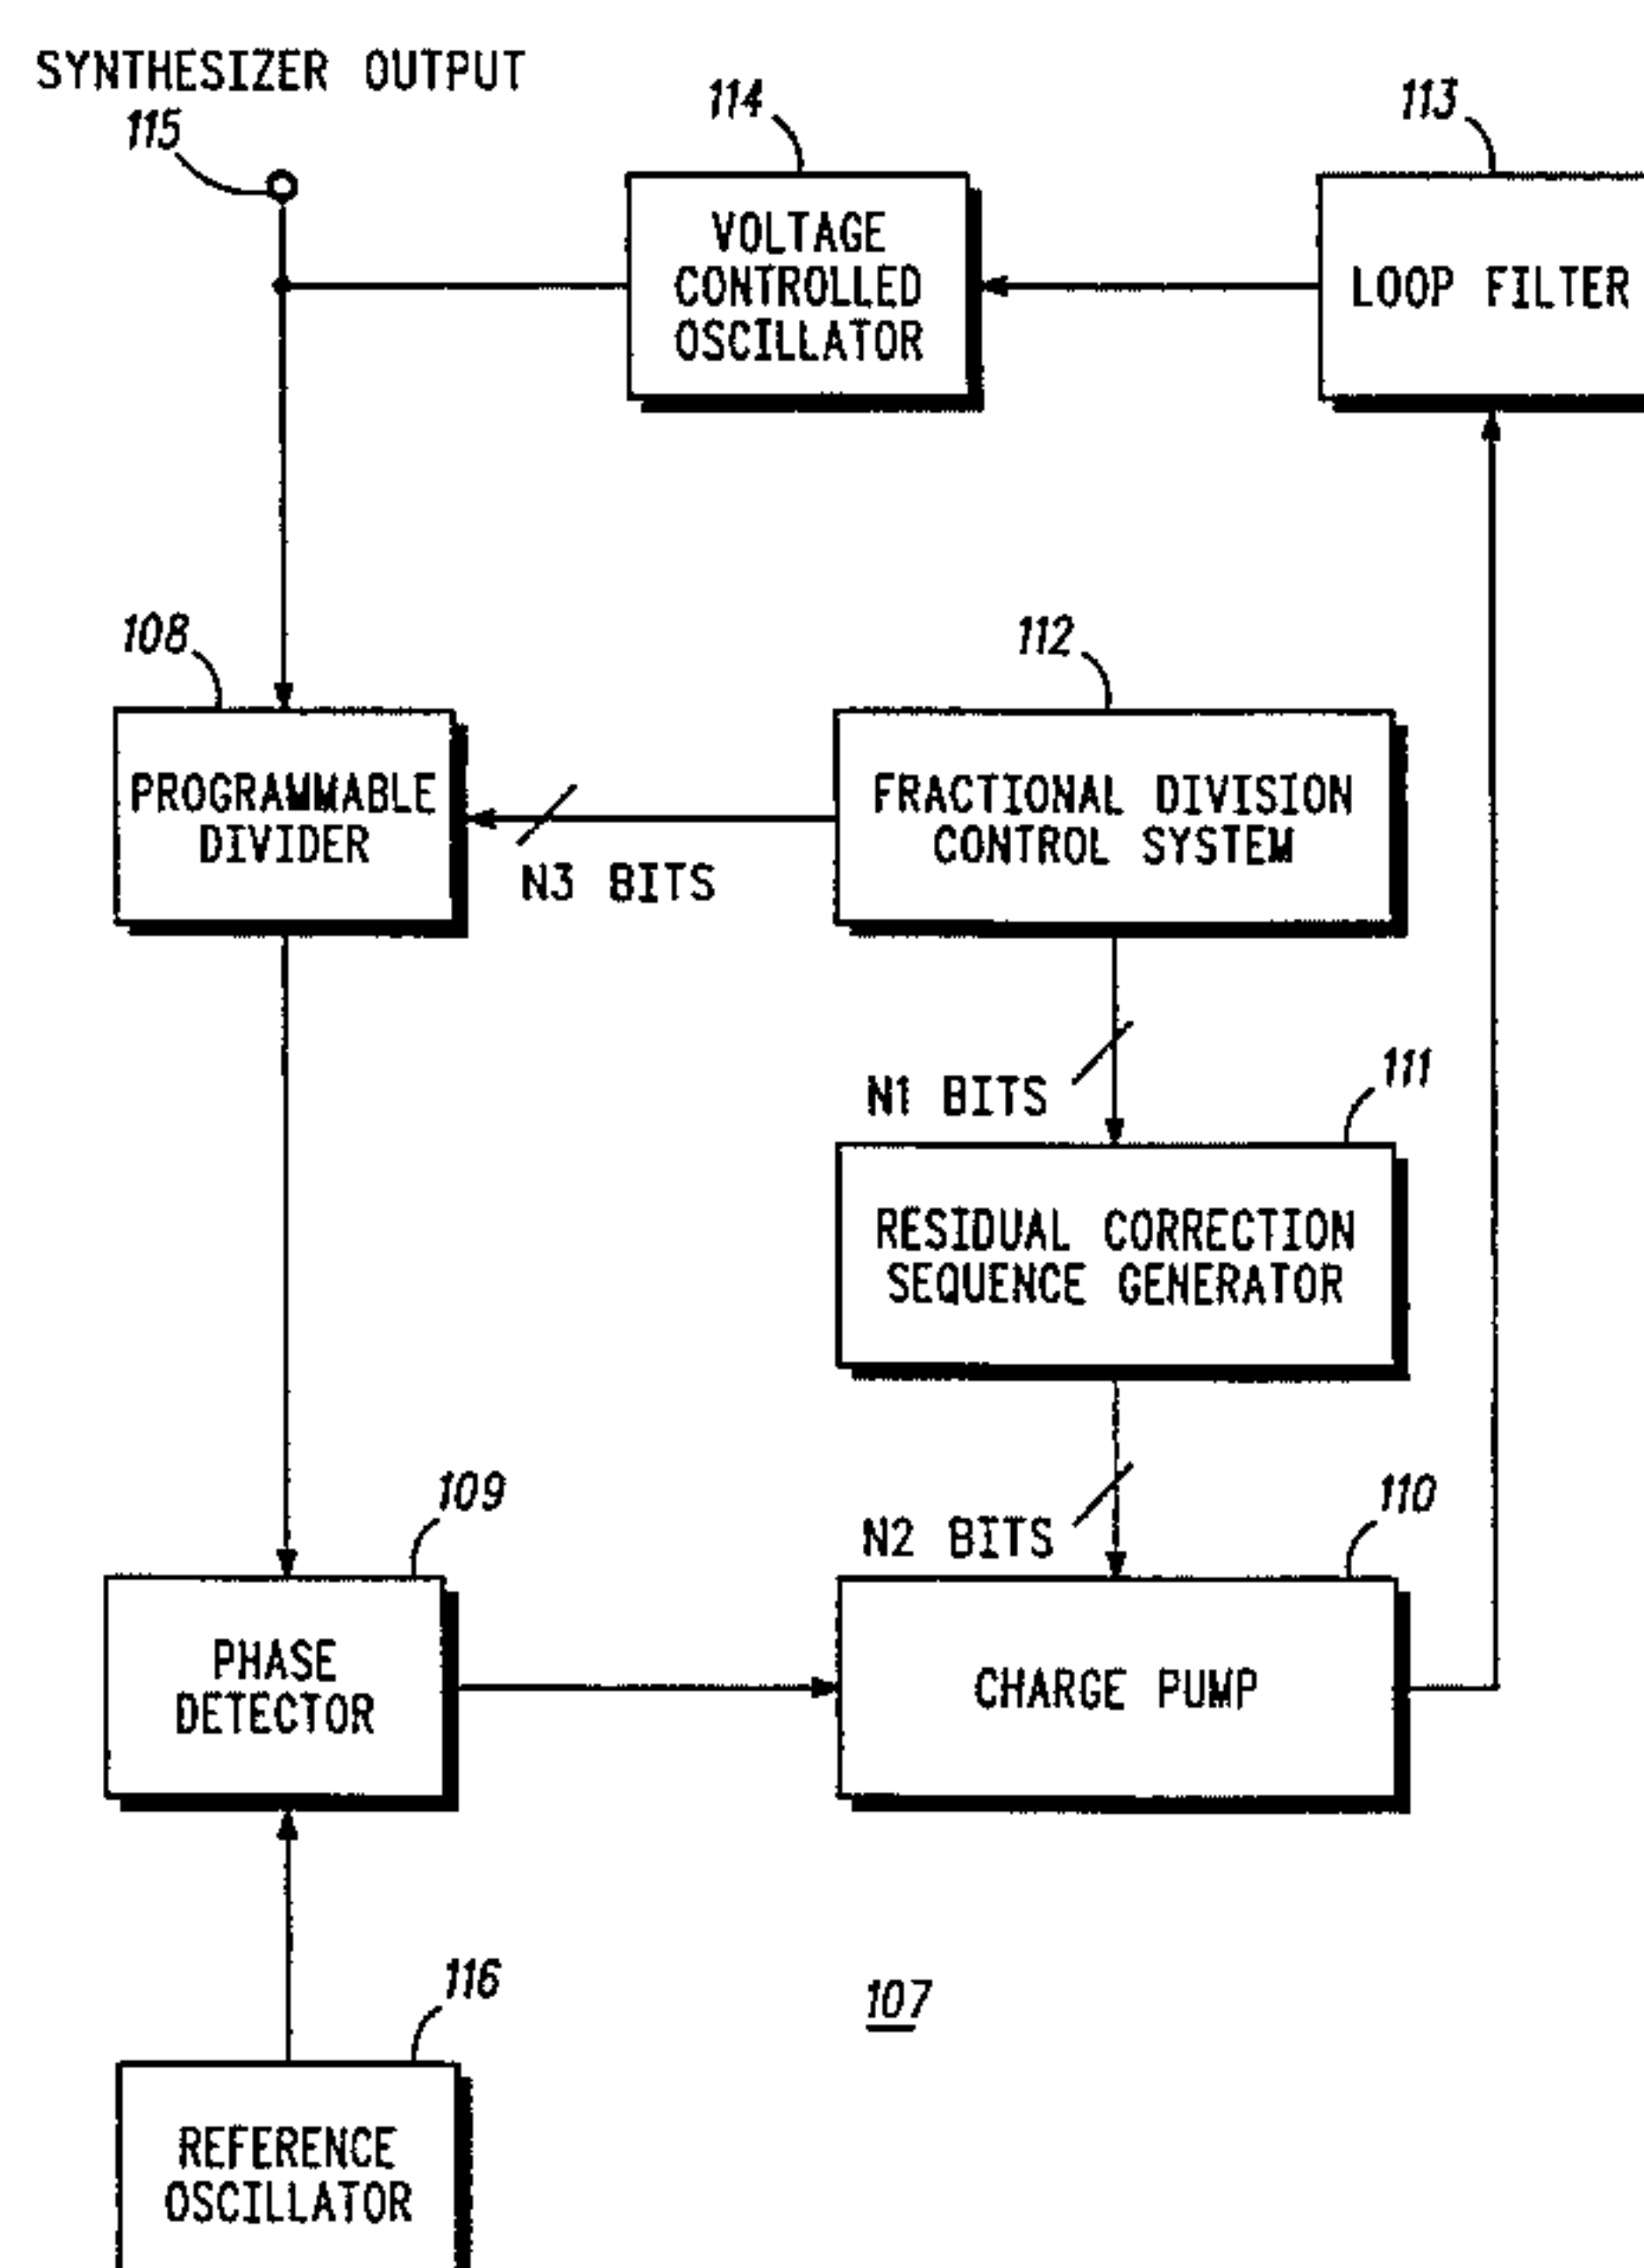 SYNTHESIZER OUTPUT
115
114
113
VOLTAGE
CONTROLLED
OSCILLATOR
LOOP FILTER
108
112
PROGRAMMABLE
DIVIDER
FRACTIONAL DIVISION
CONTROL SYSTEM
N3 BITS
N1 BITS
111
RESIDUAL CORRECTION
SEQUENCE GENERATOR
109
110
N2 BITS
PHASE
DETECTOR
CHARGE PUMP
116
107
REFERENCE
OSCILLATOR